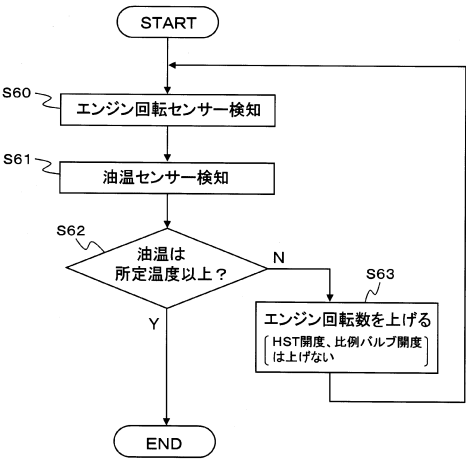 START
S60
エンジン回転センサー検知
S61
油温センサー検知
S62
油温は
所定温度以上？
N
Y
S63
エンジン回転数を上げる
HST開度、比例バルブ開度
は上げない
END